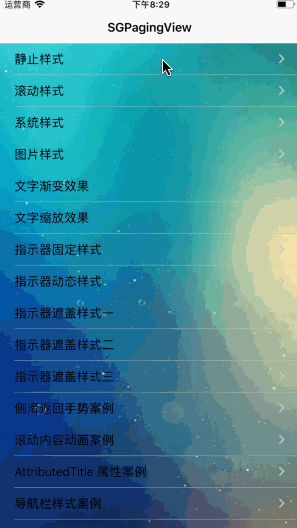 运营商 下午8:29
SGPagingView
静止样式
滚动样式
系统样式
图片样式
文字渐变效果
文字缩放效果
指示器固定样式
指示器动态样式
指示器遮盖样式一
指示器遮盖样式二
指示器遮盖样式三
侧滑返回手势案例
滚动内容动画案例
AttributedTitle 属性案例
导航栏样式案例